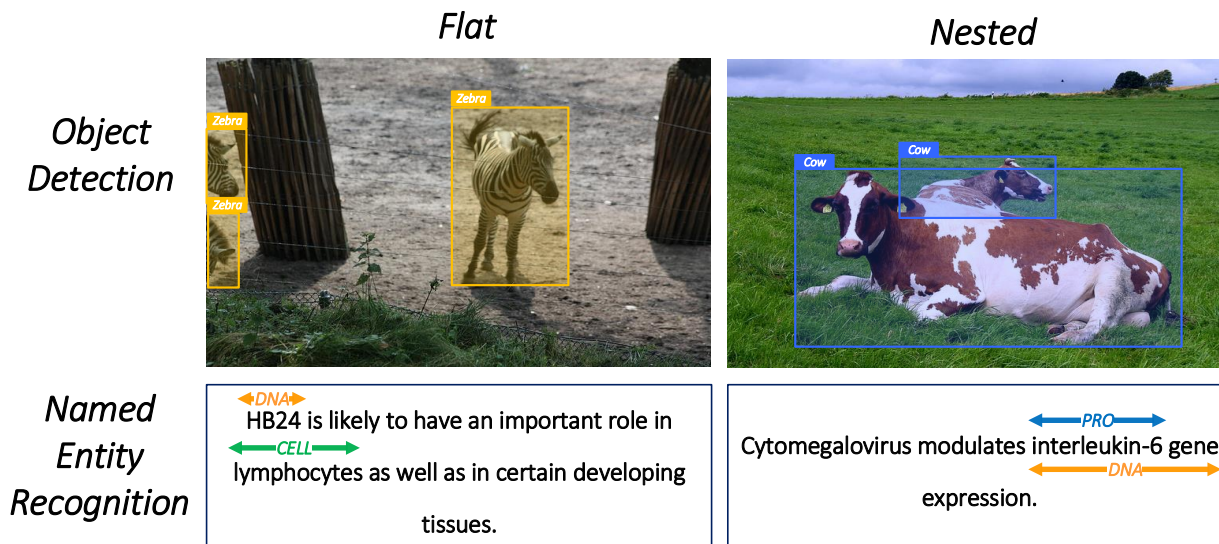 Flat
Nested
Object
Detection
Zebra
Zebra
Zebra
Cow
Cow
Named
Entity
Recognition
DNA
HB24 is likely to have an important role in
CELL
lymphocytes as well as in certain developing
tissues.
PRO
Cytomegalovirus modulates interleukin-6 gene
DNA
expression.